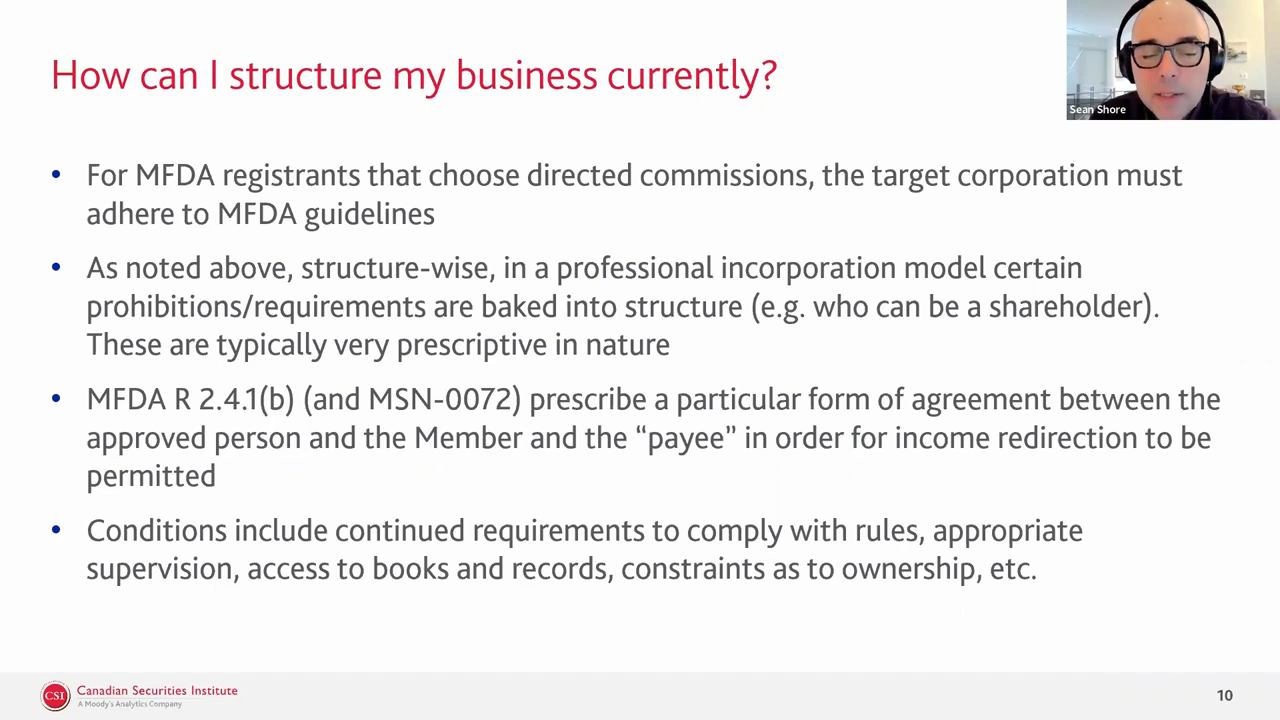 How can I structure my business currently?
Sean Shore
• For MFDA registrants that choose directed commissions, the target corporation must
adhere to MFDA guidelines
• As noted above, structure-wise, in a professional incorporation model certain
prohibitions/requirements are baked into structure (e.g. who can be a shareholder).
These are typically very prescriptive in nature
• MFDA R 2.4.1(b) (and MSN-0072) prescribe a particular form of agreement between the
approved person and the Member and the “payee” in order for income redirection to be
permitted
• Conditions include continued requirements to comply with rules, appropriate
supervision, access to books and records, constraints as to ownership, etc.
CSI
Canadian Securities Institute
A Moody's Analytics Company
10